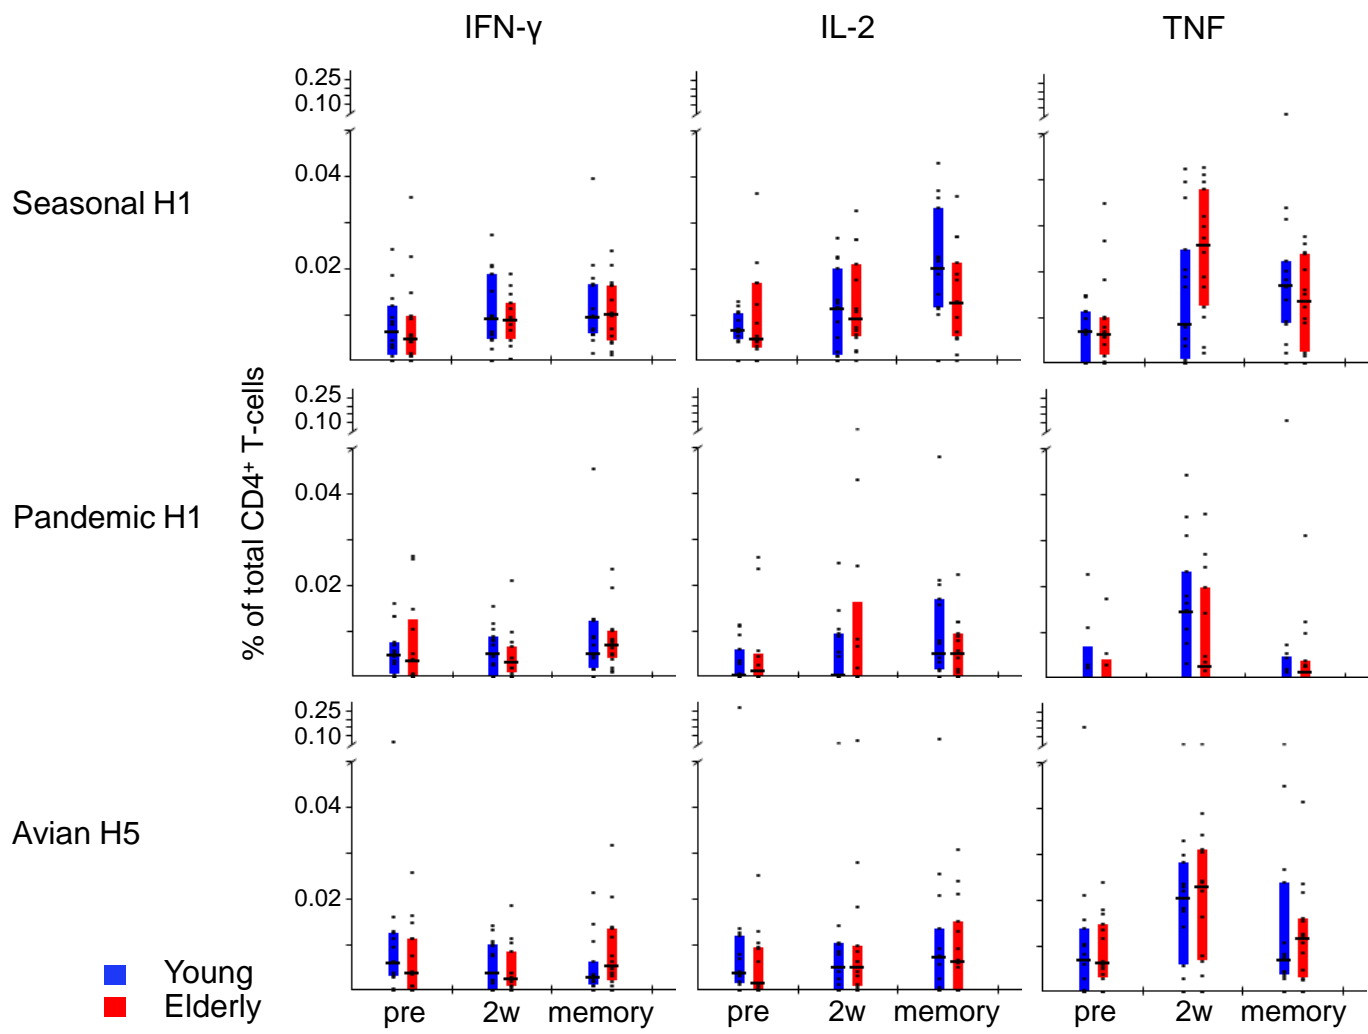 IFN-γ IL-2 TNF
0.25
0.10
0.04
Seasonal H1
0.02
% of total CD4⁺ T-cells
0.25
0.10
0.04
Pandemic H1
0.02
0.25
0.10
0.04
Avian H5
0.02
Young
Elderly
pre 2w memory pre 2w memory pre 2w memory